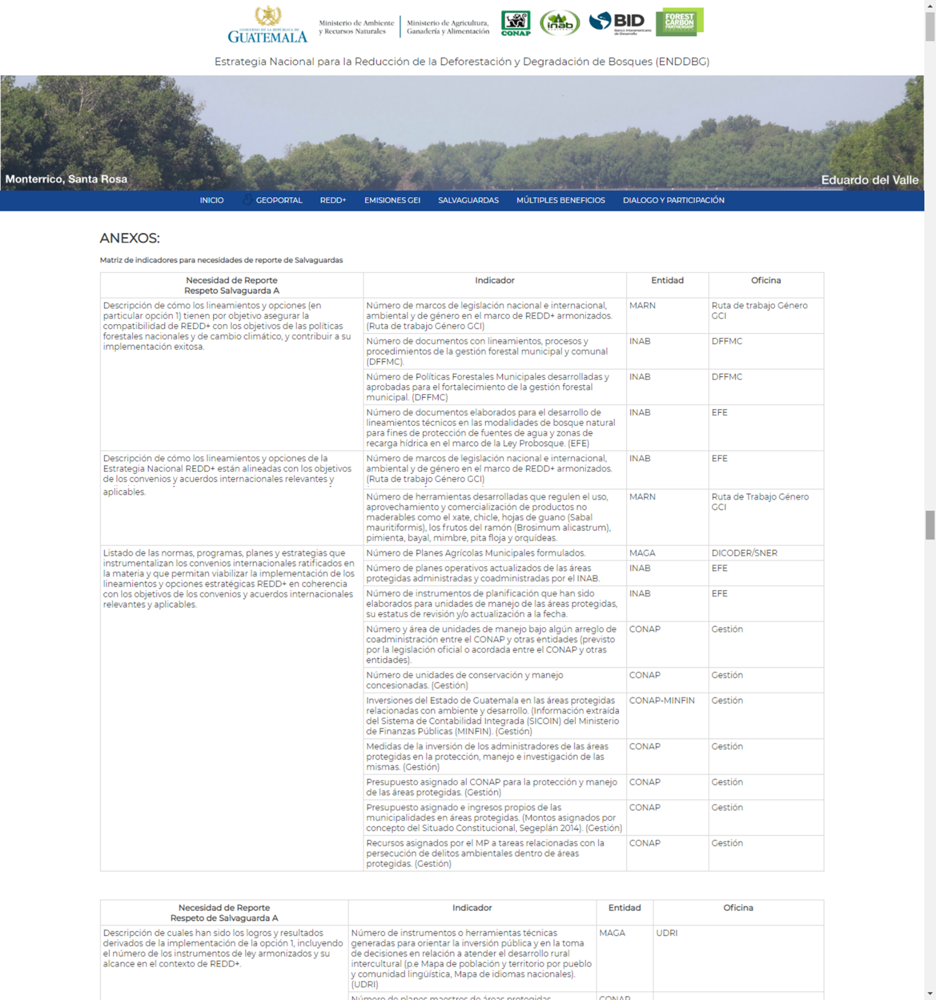 GOBIERNO DE LA REPÚBLICA DE
GUATEMALA
Ministerio de Ambiente
y Recursos Naturales
Ministerio de Agricultura,
Ganadería y Alimentación
CONAP
inab
BID
Banco Interamericano
de Desarrollo
FOREST
CARBON
PARTNERSHIP
Estrategia Nacional para la Reducción de la Deforestación y Degradación de Bosques (ENDDBG)
Monterrico, Santa Rosa
Eduardo del Valle
INICIO GEOPORTAL REDD+ EMISIONES GEI SALVAGUARDAS MÚLTIPLES BENEFICIOS DIALOGO Y PARTICIPACIÓN
ANEXOS:
Matriz de indicadores para necesidades de reporte de Salvaguardas
Necesidad de Reporte
Respeto Salvaguarda A
Indicador
Entidad
Oficina
Descripción de cómo los lineamientos y opciones (en
particular opción 1) tienen por objetivo asegurar la
compatibilidad de REDD+ con los objetivos de las políticas
forestales nacionales y de cambio climático, y contribuir a su
implementación exitosa.
Número de marcos de legislación nacional e internacional,
ambiental y de género en el marco de REDD+ armonizados.
(Ruta de trabajo Género GCI)
MARN
Ruta de trabajo Género
GCI
Número de documentos con lineamientos, procesos y
procedimientos de la gestión forestal municipal y comunal
(DFFMC).
INAB
DFFMC
Número de Políticas Forestales Municipales desarrolladas y
aprobadas para el fortalecimiento de la gestión forestal
municipal. (DFFMC)
INAB
DFFMC
Número de documentos elaborados para el desarrollo de
lineamientos técnicos en las modalidades de bosque natural
para fines de protección de fuentes de agua y zonas de
recarga hídrica en el marco de la Ley Probosque. (EFE)
INAB
EFE
Descripción de cómo los lineamientos y opciones de la
Estrategia Nacional REDD+ están alineadas con los objetivos
de los convenios y acuerdos internacionales relevantes y
aplicables.
Número de marcos de legislación nacional e internacional,
ambiental y de género en el marco de REDD+ armonizados.
(Ruta de trabajo Género GCI)
INAB
EFE
Número de herramientas desarrolladas que regulen el uso,
aprovechamiento y comercialización de productos no
maderables como el xate, chicle, hojas de guano (Sabal
mauritiformis), los frutos del ramón (Brosimum alicastrum),
pimienta, bayal, mimbre, pita floja y orquídeas.
MARN
Ruta de Trabajo Género
GCI
Listado de las normas, programas, planes y estrategias que
instrumentalizan los convenios internacionales ratificados en
la materia y que permitan viabilizar la implementación de los
lineamientos y opciones estratégicas REDD+ en coherencia
con los objetivos de los convenios y acuerdos internacionales
relevantes y aplicables.
Número de Planes Agrícolas Municipales formulados.
MAGA
DICODER/SNER
Número de planes operativos actualizados de las áreas
protegidas administradas y coadministradas por el INAB.
INAB
EFE
Número de instrumentos de planificación que han sido
elaborados para unidades de manejo de las áreas protegidas,
su estatus de revisión y/o actualización a la fecha.
INAB
EFE
Número y área de unidades de manejo bajo algún arreglo de
coadministración entre el CONAP y otras entidades (previsto
por la legislación oficial o acordada entre el CONAP y otras
entidades).
CONAP
Gestión
Número de unidades de conservación y manejo
concesionadas. (Gestión)
CONAP
Gestión
Inversiones del Estado de Guatemala en las áreas protegidas
relacionadas con ambiente y desarrollo. (Información extraída
del Sistema de Contabilidad Integrada (SICOIN) del Ministerio
de Finanzas Públicas (MINFIN). (Gestión)
CONAP-MINFIN
Gestión
Medidas de la inversión de los administradores de las áreas
protegidas en la protección, manejo e investigación de las
mismas. (Gestión)
CONAP
Gestión
Presupuesto asignado al CONAP para la protección y manejo
de las áreas protegidas. (Gestión)
CONAP
Gestión
Presupuesto asignado e ingresos propios de las
municipalidades en áreas protegidas. (Montos asignados por
concepto del Situado Constitucional, Segeplán 2014). (Gestión)
CONAP
Gestión
Recursos asignados por el MP a tareas relacionadas con la
persecución de delitos ambientales dentro de áreas
protegidas. (Gestión)
CONAP
Gestión
Necesidad de Reporte
Respeto de Salvaguarda A
Indicador
Entidad
Oficina
Descripción de cuales han sido los logros y resultados
derivados de la implementación de la opción 1, incluyendo
el número de los instrumentos de ley armonizados y su
alcance en el contexto de REDD+.
Número de instrumentos o herramientas técnicas
generadas para orientar la inversión pública y en la toma
de decisiones en relación a atender el desarrollo rural
intercultural (p.e Mapa de población y territorio por pueblo
y comunidad lingüística, Mapa de idiomas nacionales).
(UDRI)
MAGA
UDRI
Número de planes maestros de áreas protegidas
CONAP